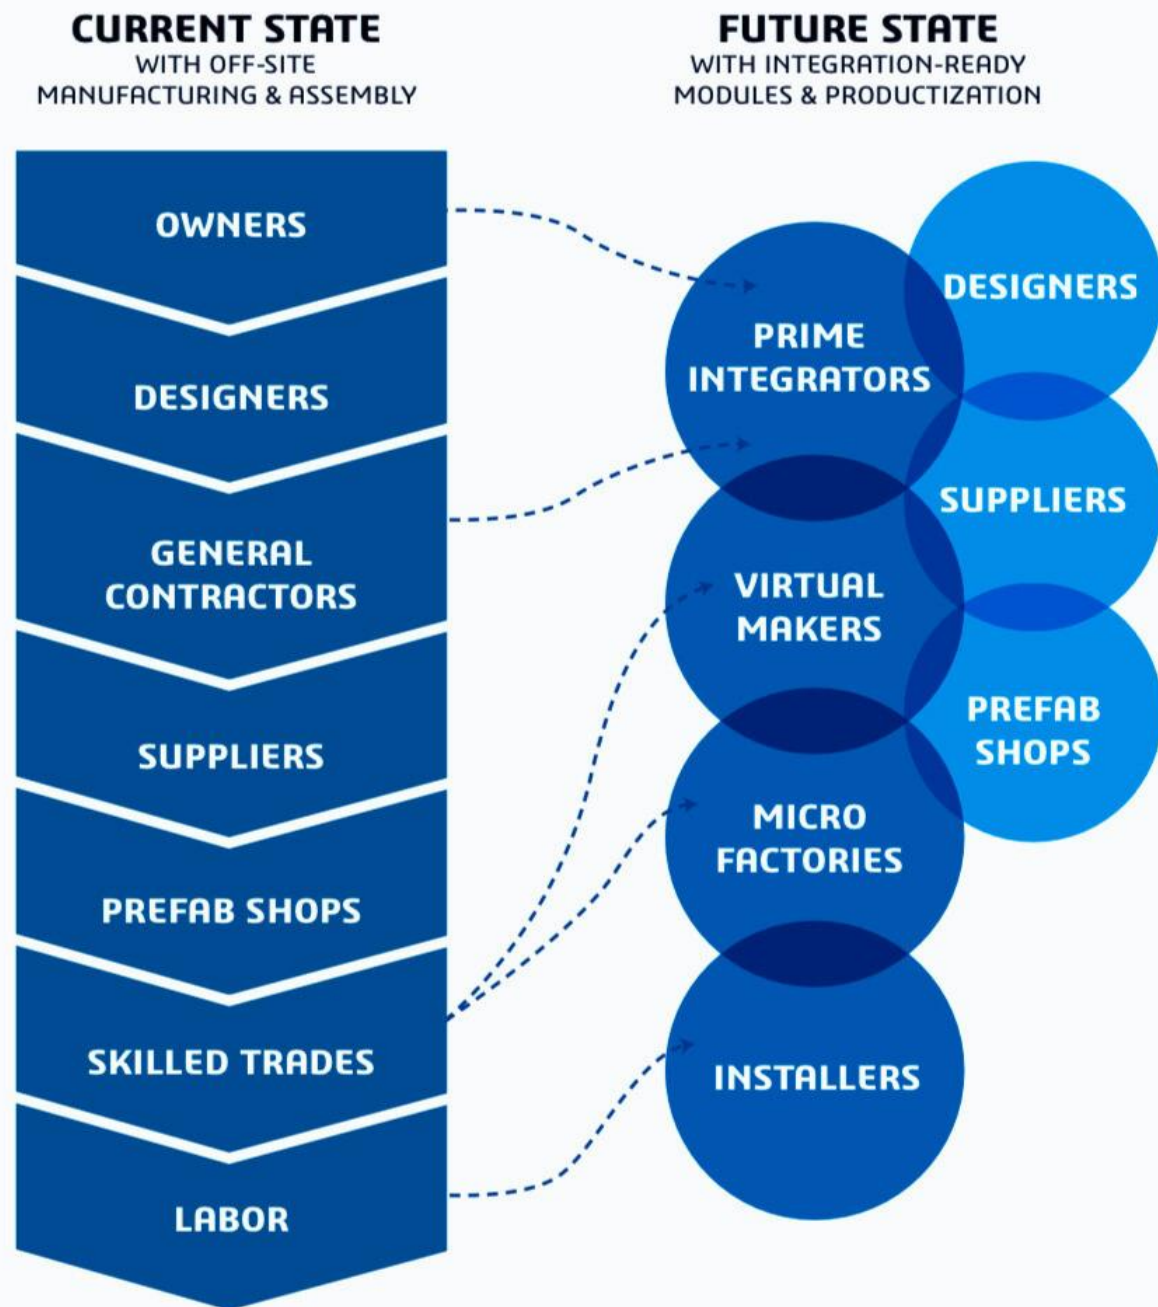 CURRENT STATE
WITH OFF-SITE
MANUFACTURING & ASSEMBLY
OWNERS
DESIGNERS
GENERAL
CONTRACTORS
SUPPLIERS
PREFAB SHOPS
SKILLED TRADES
LABOR
FUTURE STATE
WITH INTEGRATION-READY
MODULES & PRODUCTIZATION
PRIME
INTEGRATORS
VIRTUAL
MAKERS
MICRO
FACTORIES
INSTALLERS
DESIGNERS
SUPPLIERS
PREFAB
SHOPS